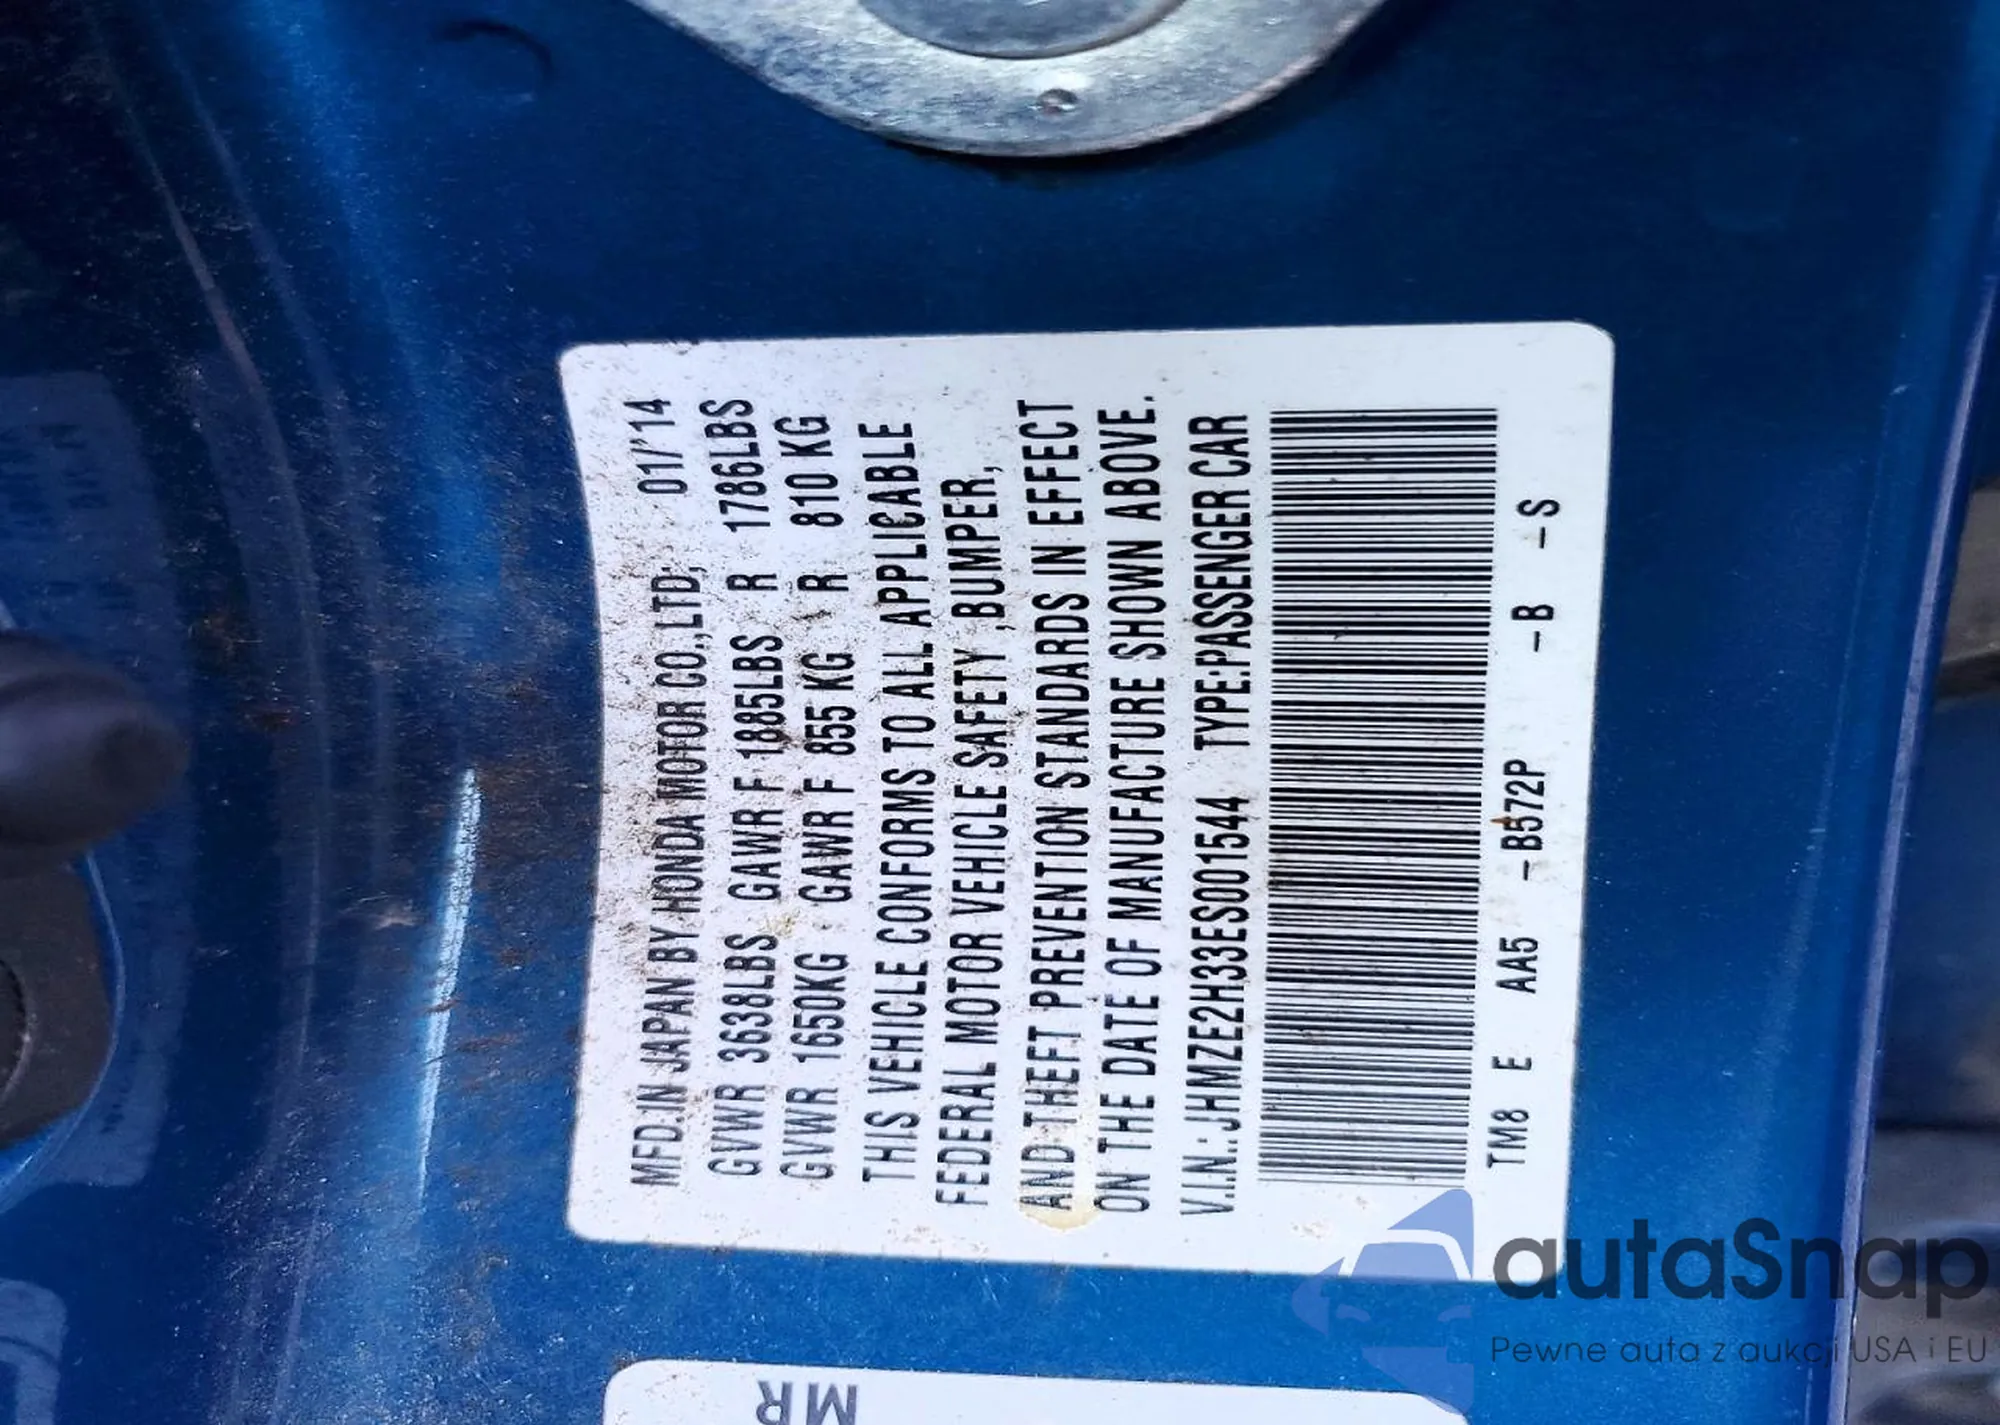 MFD.IN JAPAN BY HONDA MOTOR CO.,LTD; 01/'14
GVWR 3638LBS GAWR F 1885LBS R 1786LBS
GVWR 1650KG GAWR F 855 KG R 810 KG
THIS VEHICLE CONFORMS TO ALL APPLICABLE
FEDERAL MOTOR VEHICLE SAFETY ,BUMPER,
AND THEFT PREVENTION STANDARDS IN EFFECT
ON THE DATE OF MANUFACTURE SHOWN ABOVE.
V.I.N.: JHMZE2H33ES001544 TYPE:PASSENGER CAR
TM8 E AA5 -B572P -B -S
MR
autaSnap
Pewne auta z aukcji USA i EU